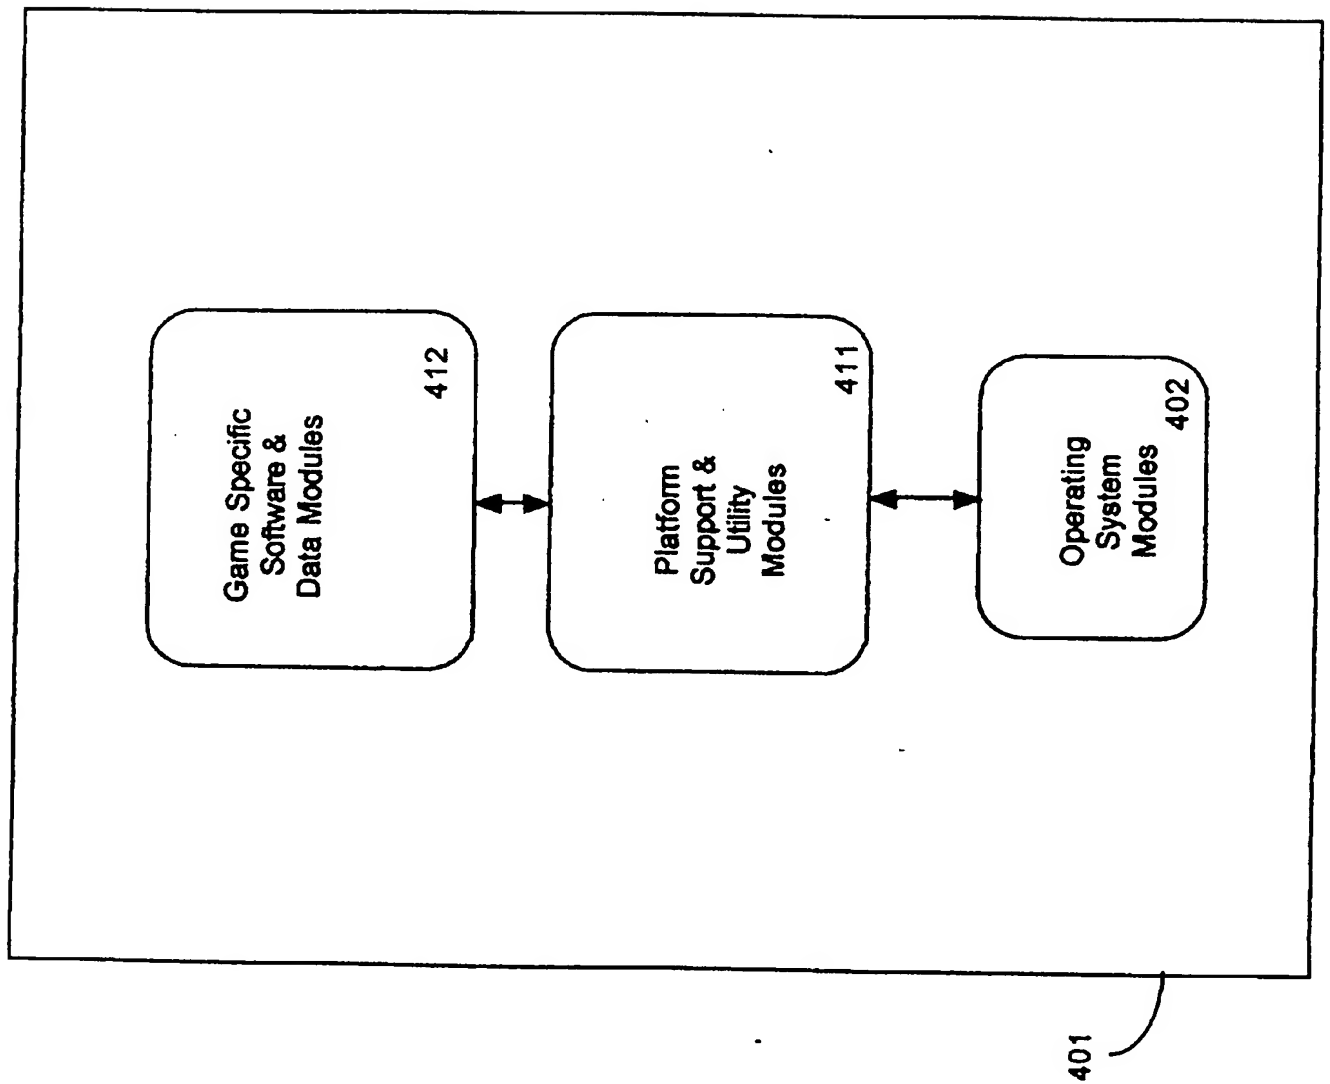 Game Specific
Software &
Data Modules
412
Platform
Support &
Utility
Modules
411
Operating
System
Modules
402
401